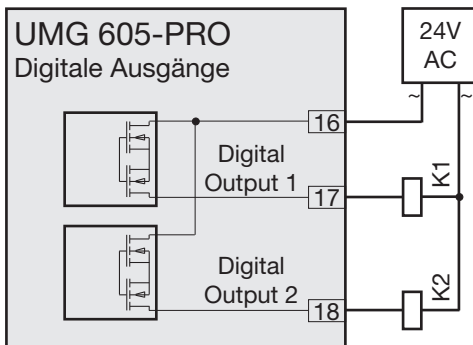 UMG 605-PRO
Digitale Ausgänge
24V
AC
~ ~
16
Digital
Output 1
17
K1
Digital
Output 2
18
K2